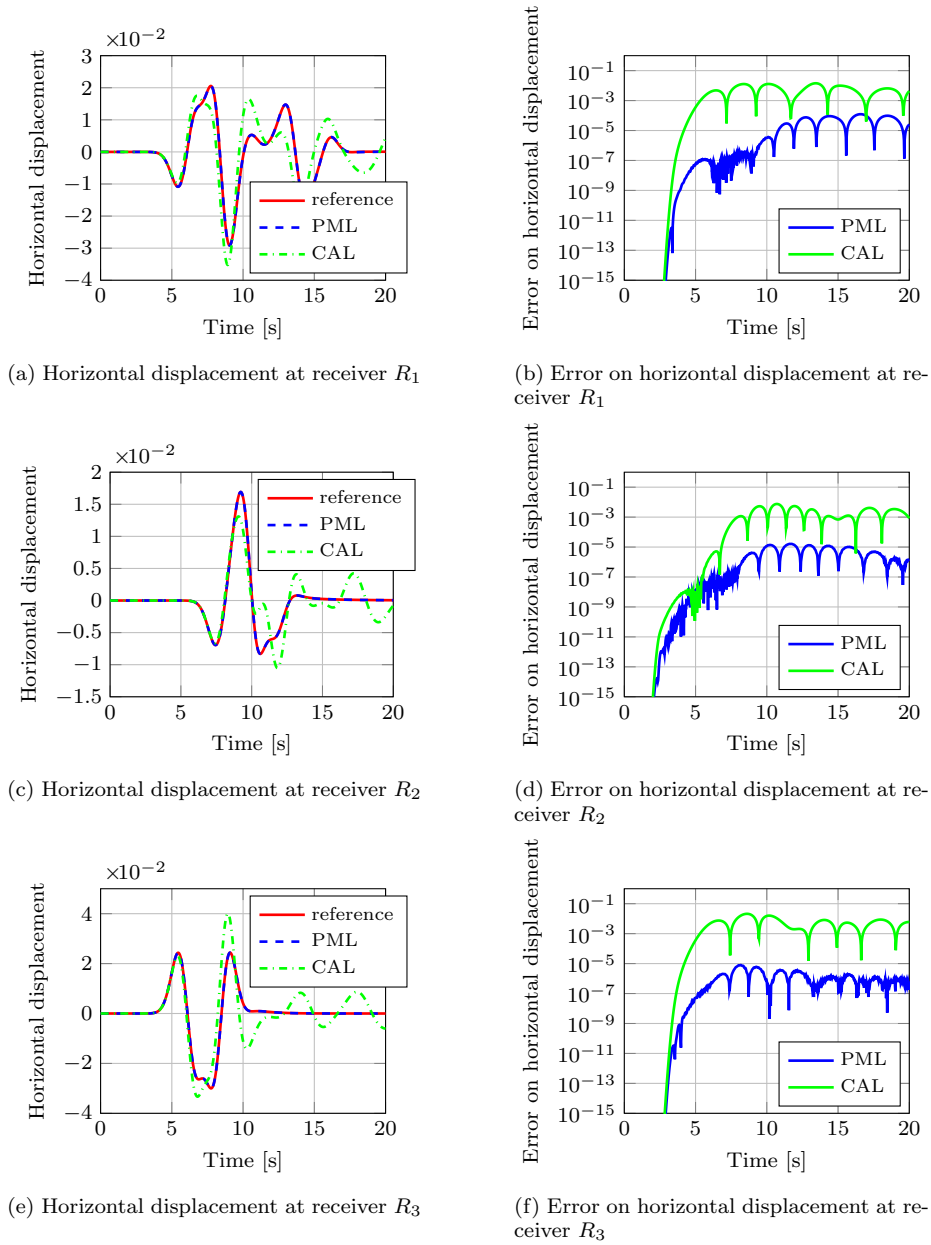 ×10−2
3
2
1
0
−1
−2
−3
−4
0
5
10
15
20
Horizontal displacement
Time [s]
reference
PML
CAL
10−1
10−3
10−5
10−7
10−9
10−11
10−13
10−15
0
5
10
15
20
Error on horizontal displacement
Time [s]
PML
CAL
(a) Horizontal displacement at receiver R1
(b) Error on horizontal displacement at re-
ceiver R1
×10−2
2
1.5
1
0.5
0
−0.5
−1
−1.5
0
5
10
15
20
Horizontal displacement
Time [s]
reference
PML
CAL
10−1
10−3
10−5
10−7
10−9
10−11
10−13
10−15
0
5
10
15
20
Error on horizontal displacement
Time [s]
PML
CAL
(c) Horizontal displacement at receiver R2
(d) Error on horizontal displacement at re-
ceiver R2
×10−2
4
2
0
−2
−4
0
5
10
15
20
Horizontal displacement
Time [s]
reference
PML
CAL
10−1
10−3
10−5
10−7
10−9
10−11
10−13
10−15
0
5
10
15
20
Error on horizontal displacement
Time [s]
PML
CAL
(e) Horizontal displacement at receiver R3
(f) Error on horizontal displacement at re-
ceiver R3